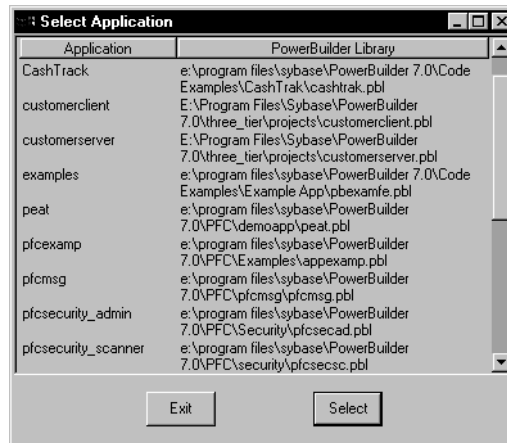 Select Application
Application PowerBuilder Library
CashTrack e:\program files\sybase\PowerBuilder 7.0\Code
Examples\CashTrak\cashtrak.pbl
customerclient E:\Program Files\Sybase\PowerBuilder
7.0\three_tier\projects\customerclient.pbl
customerserver E:\Program Files\Sybase\PowerBuilder
7.0\three_tier\projects\customerserver.pbl
examples e:\program files\sybase\PowerBuilder 7.0\Code
Examples\Example App\pbexamfe.pbl
peat e:\program files\sybase\PowerBuilder
7.0\PFC\demoapp\peat.pbl
pfcexamp e:\program files\sybase\PowerBuilder
7.0\PFC\Examples\appexamp.pbl
pfcmsg e:\program files\sybase\PowerBuilder
7.0\PFC\pfcmsg\pfcmsg.pbl
pfcsecurity_admin e:\program files\sybase\PowerBuilder
7.0\PFC\Security\pfcsecad.pbl
pfcsecurity_scanner e:\program files\sybase\PowerBuilder
7.0\PFC\security\pfcsecsc.pbl
Exit Select